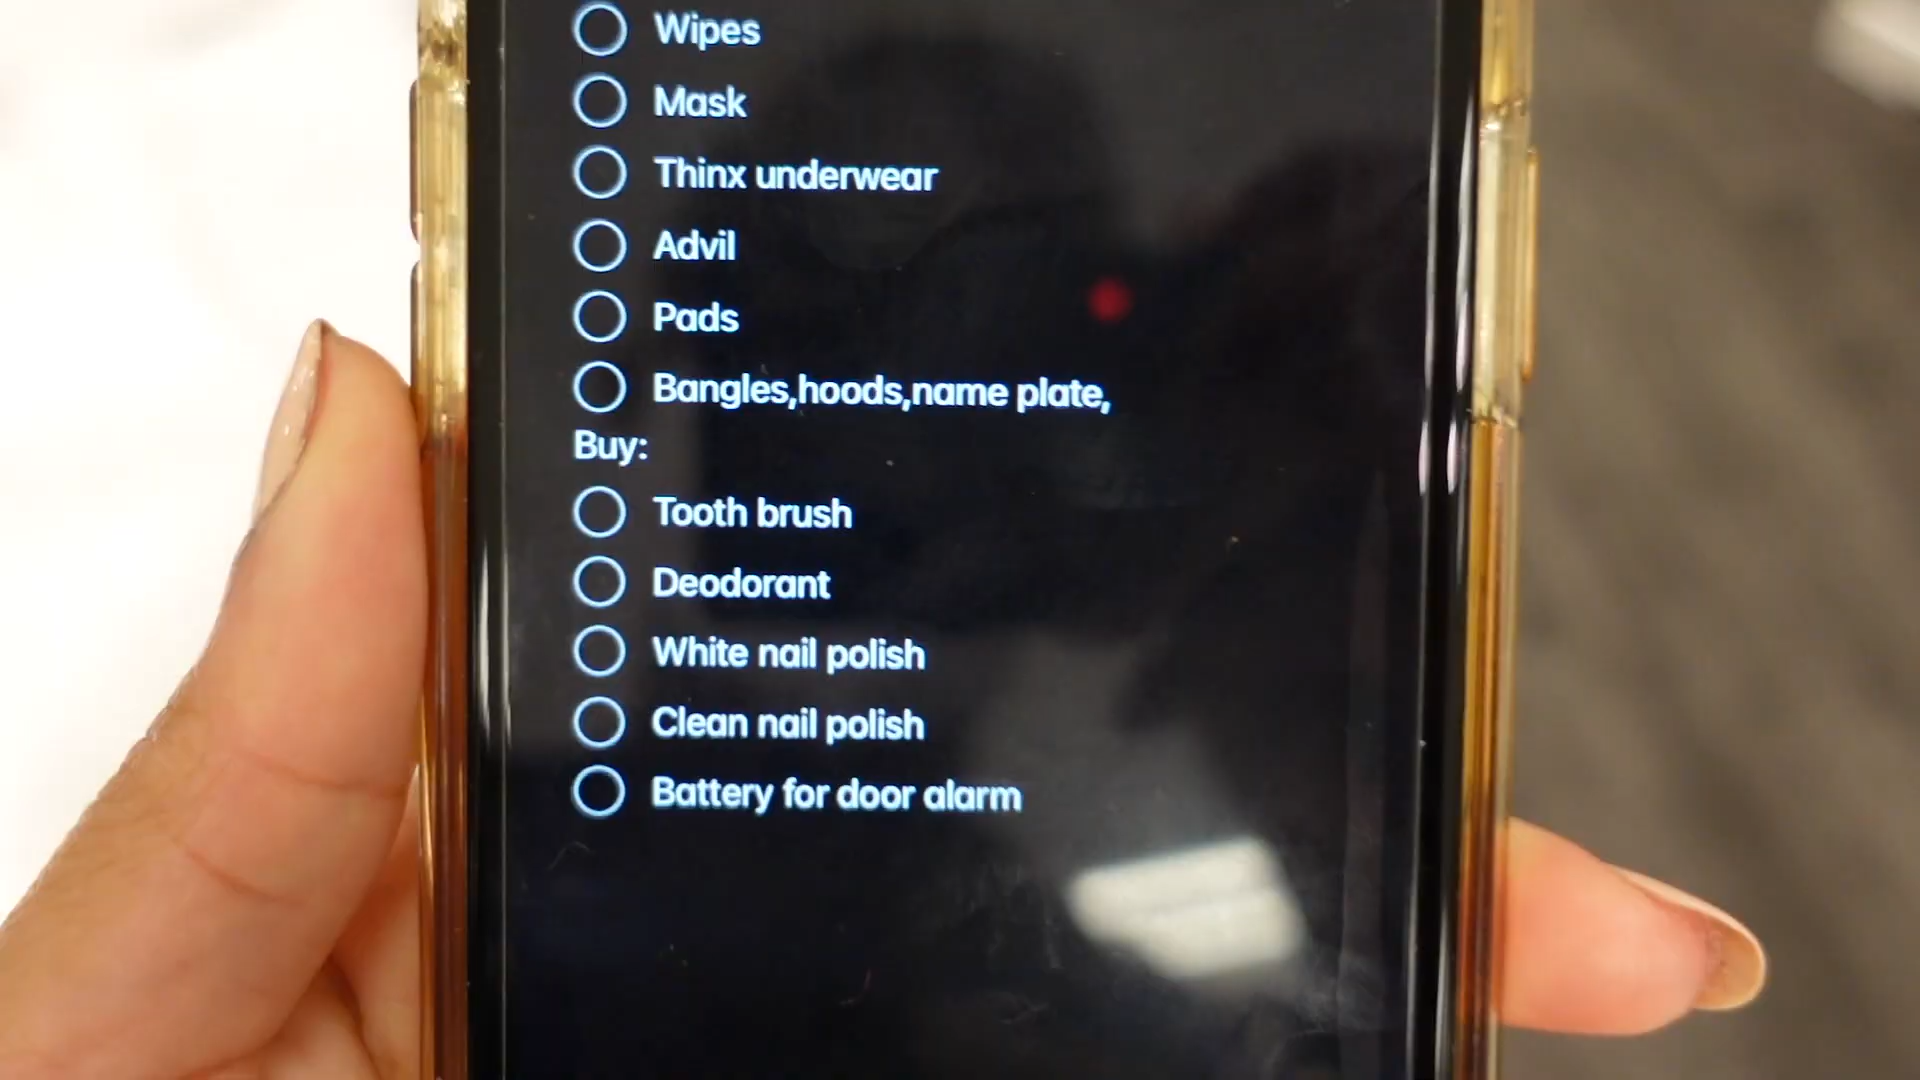 Wipes
Mask
Thinx underwear
Advil
Pads
Bangles,hoods,name plate,
Buy:
Tooth brush
Deodorant
White nail polish
Clean nail polish
Battery for door alarm